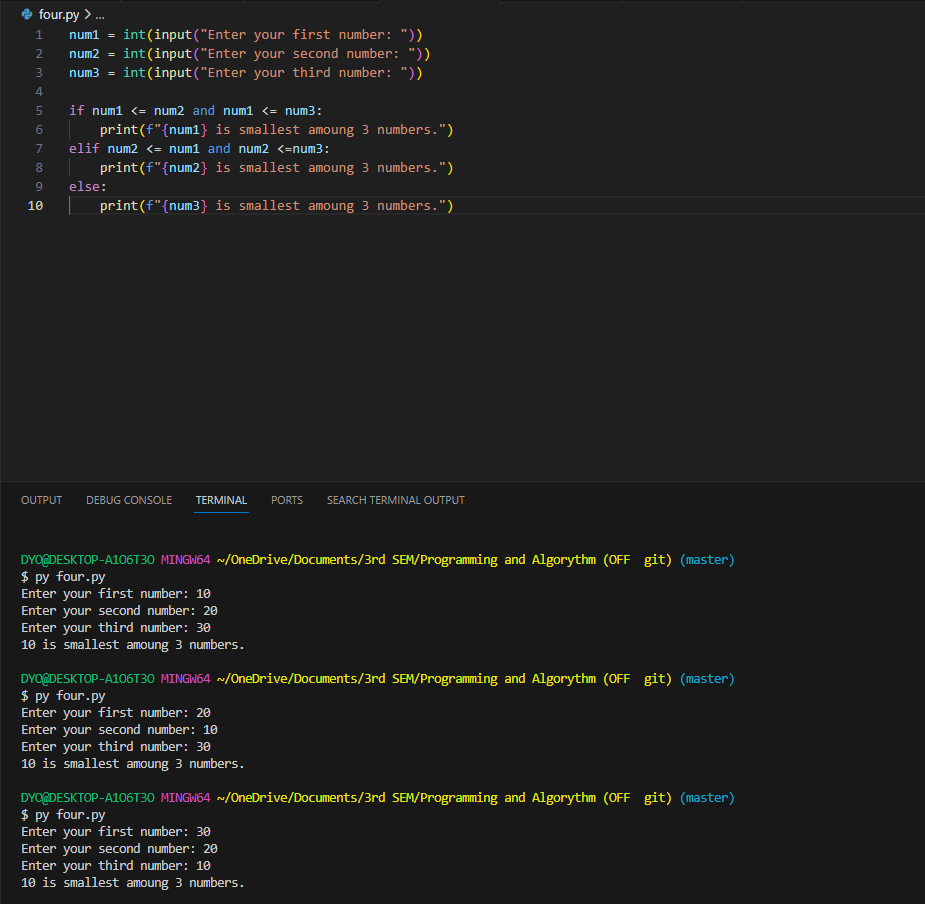 four.py > ...
1 num1 = int(input("Enter your first number: "))
2 num2 = int(input("Enter your second number: "))
3 num3 = int(input("Enter your third number: "))
4
5 if num1 <= num2 and num1 <= num3:
6     print(f"{num1} is smallest amoung 3 numbers.")
7 elif num2 <= num1 and num2 <=num3:
8     print(f"{num2} is smallest amoung 3 numbers.")
9 else:
10     print(f"{num3} is smallest amoung 3 numbers.")
OUTPUT DEBUG CONSOLE TERMINAL PORTS SEARCH TERMINAL OUTPUT
DYO@DESKTOP-A1O6T3O MINGW64 ~/OneDrive/Documents/3rd SEM/Programming and Algorythm (OFF  git) (master)
$ py four.py
Enter your first number: 10
Enter your second number: 20
Enter your third number: 30
10 is smallest amoung 3 numbers.
DYO@DESKTOP-A1O6T3O MINGW64 ~/OneDrive/Documents/3rd SEM/Programming and Algorythm (OFF  git) (master)
$ py four.py
Enter your first number: 20
Enter your second number: 10
Enter your third number: 30
10 is smallest amoung 3 numbers.
DYO@DESKTOP-A1O6T3O MINGW64 ~/OneDrive/Documents/3rd SEM/Programming and Algorythm (OFF  git) (master)
$ py four.py
Enter your first number: 30
Enter your second number: 20
Enter your third number: 10
10 is smallest amoung 3 numbers.